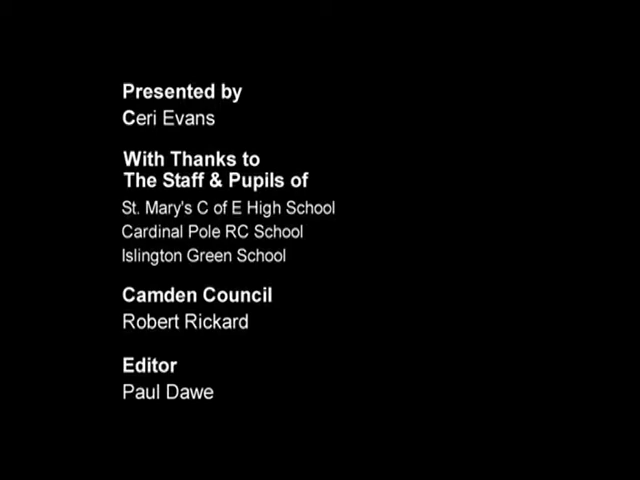 Presented by
Ceri Evans
With Thanks to
The Staff & Pupils of
St. Mary's C of E High School
Cardinal Pole RC School
Islington Green School
Camden Council
Robert Rickard
Editor
Paul Dawe